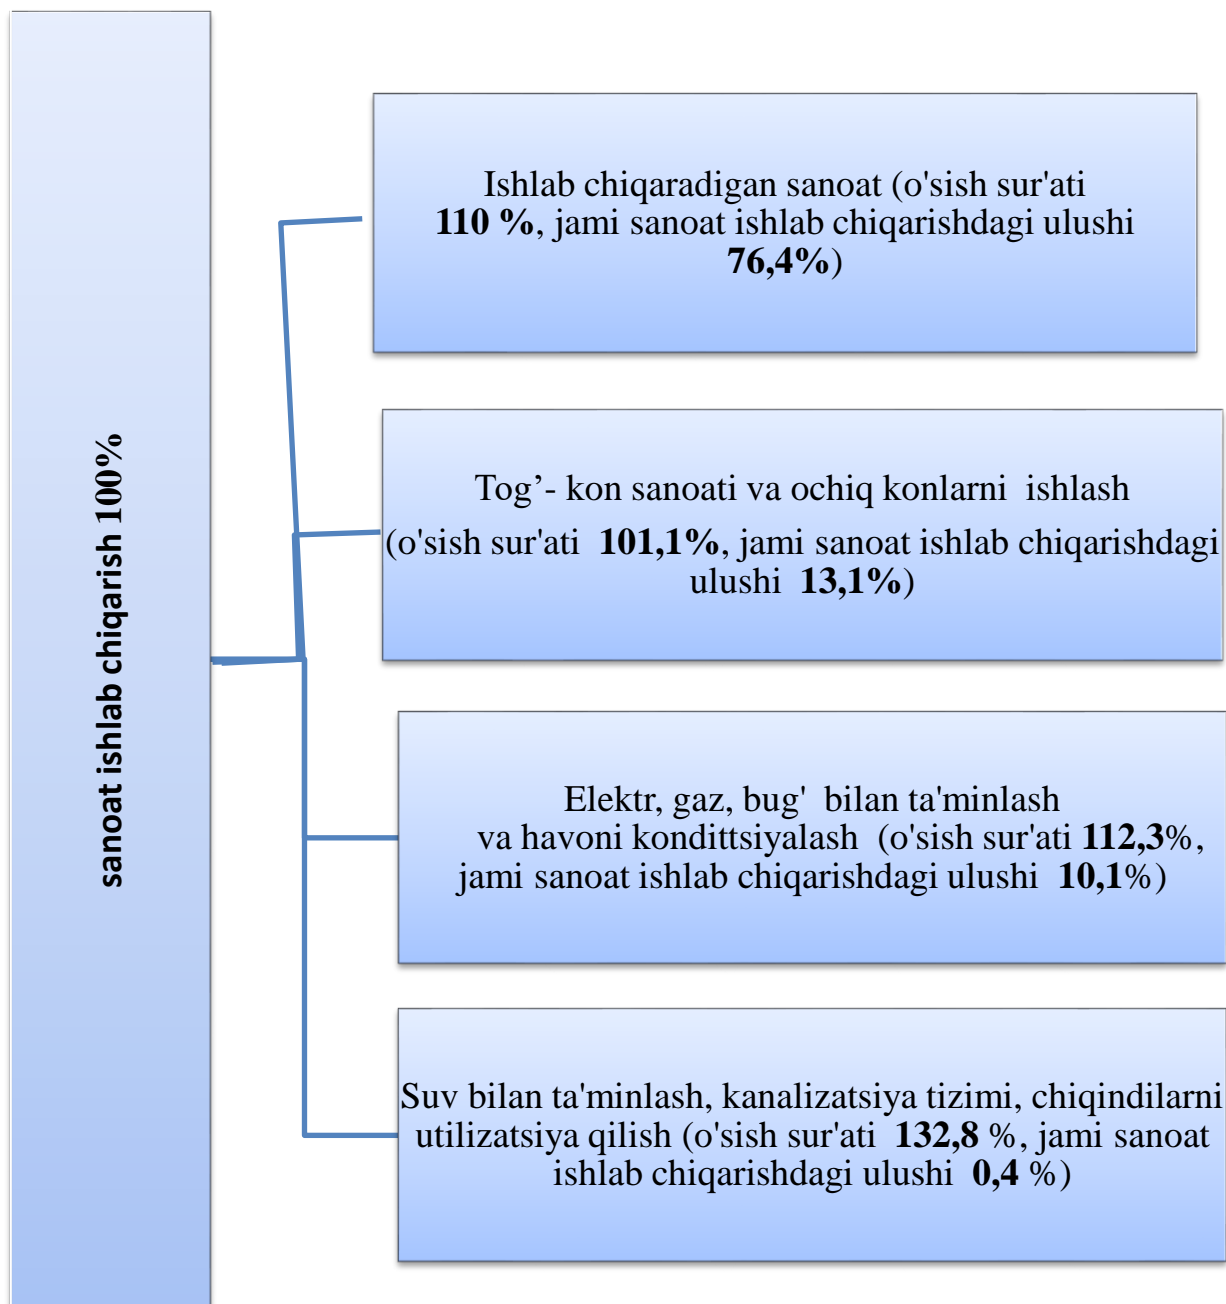 sanoat ishlab chiqarish 100%
Ishlab chiqaradigan sanoat (o'sish sur'ati
110 %, jami sanoat ishlab chiqarishdagi ulushi
76,4%)
Tog’- kon sanoati va ochiq konlarni ishlash
(o'sish sur'ati 101,1%, jami sanoat ishlab chiqarishdagi
ulushi 13,1%)
Elektr, gaz, bug' bilan ta'minlash
va havoni kondittsiyalash (o'sish sur'ati 112,3%,
jami sanoat ishlab chiqarishdagi ulushi 10,1%)
Suv bilan ta'minlash, kanalizatsiya tizimi, chiqindilarni
utilizatsiya qilish (o'sish sur'ati 132,8 %, jami sanoat
ishlab chiqarishdagi ulushi 0,4 %)